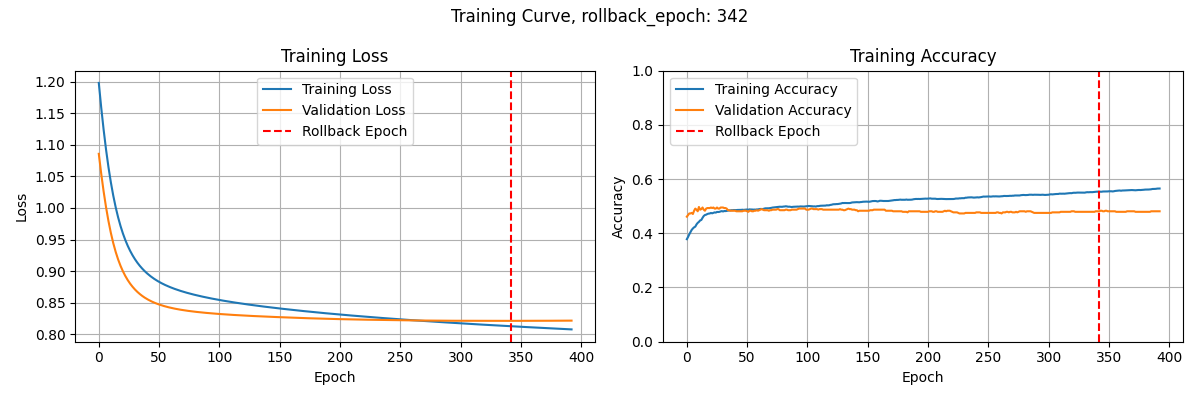 Training Curve, rollback_epoch: 342
Training Loss
1.20
1.15
1.10
1.05
1.00
0.95
0.90
0.85
0.80
Loss
0
50
100
150
200
250
300
350
400
Epoch
Training Loss
Validation Loss
Rollback Epoch
Training Accuracy
1.0
0.8
0.6
0.4
0.2
0.0
Accuracy
0
50
100
150
200
250
300
350
400
Epoch
Training Accuracy
Validation Accuracy
Rollback Epoch